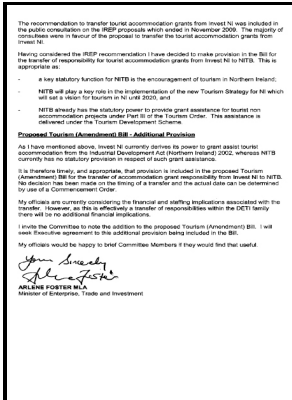 The recommendation to transfer tourist accommodation grants from Invest NI was included in
the public consultation on the IREP proposals which ended in November 2009. The majority of
consultees were in favour of the proposal to transfer the tourist accommodation grants from
Invest NI.
Having considered the IREP recommendation I have decided to make provision in the Bill for
the transfer of responsibility for tourist accommodation grants from Invest NI to NITB. This is
appropriate as:
- a key statutory function for NITB is the encouragement of tourism in Northern Ireland;
- NITB will play a key role in the implementation of the new Tourism Strategy for NI which
will set a vision for tourism in NI until 2020, and
- NITB already has the statutory power to provide grant assistance for tourist non
accommodation projects under Part III of the Tourism Order. This assistance is
delivered under the Tourism Development Scheme.
Proposed Tourism (Amendment) Bill - Additional Provision
As I have mentioned above, Invest NI currently derives its power to grant assist tourist
accommodation from the Industrial Development Act (Northern Ireland) 2002, whereas NITB
currently has no statutory provision in respect of such grant assistance.
It is therefore timely, and appropriate, that provision is included in the proposed Tourism
(Amendment) Bill for the transfer of accommodation grant responsibility from Invest NI to NITB.
No decision has been made on the timing of a transfer and the actual date can be determined
by use of a Commencement Order.
My officials are currently considering the financial and staffing implications associated with the
transfer. However, as this is effectively a transfer of responsibilities within the DETI family
there will be no additional financial implications.
I invite the Committee to note the addition to the proposed Tourism (Amendment) Bill. I will
seek Executive agreement to this additional provision being included in the Bill.
My officials would be happy to brief Committee Members if they would find that useful.
Yours Sincerely
Arlene Foster
ARLENE FOSTER MLA
Minister of Enterprise, Trade and Investment